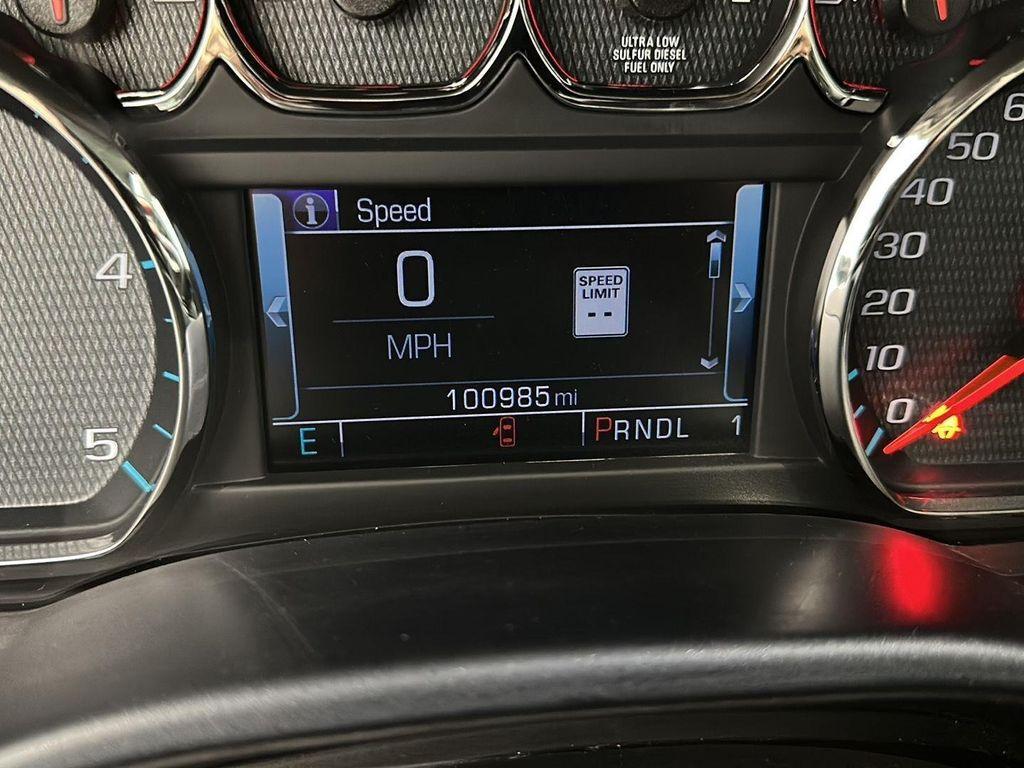 ULTRA LOW
SULFUR DIESEL
FUEL ONLY
i Speed
0
MPH
SPEED
LIMIT
--
100985 mi
E
PRNDL 1
4
5
60
50
40
30
20
10
0